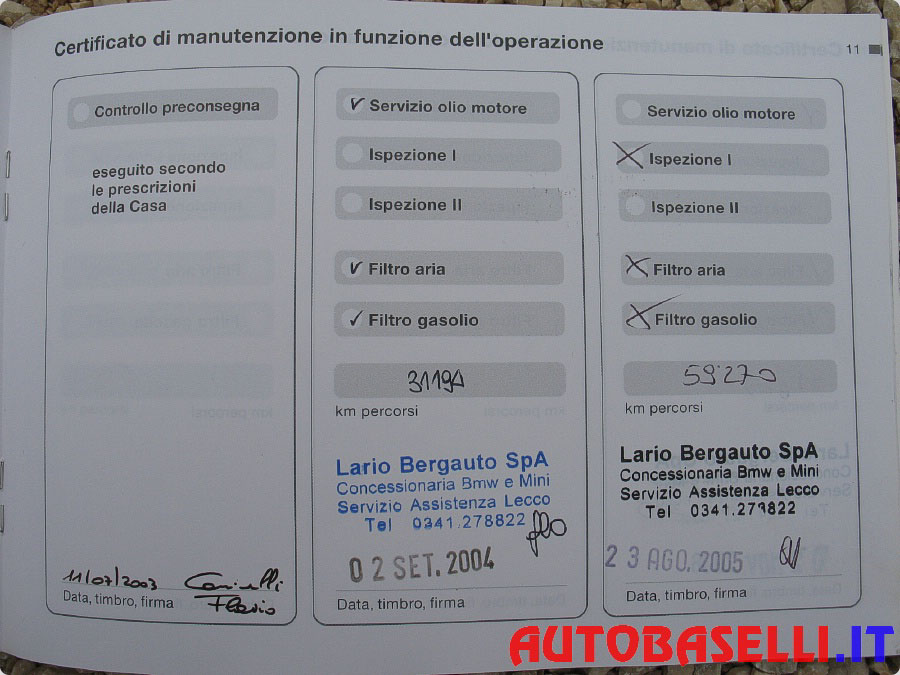 Certificato di manutenzione in funzione dell'operazione
11
Controllo preconsegna
eseguito secondo
le prescrizioni
della Casa
11/07/2003
Flavio
Data, timbro, firma
Servizio olio motore
Ispezione I
Ispezione II
Filtro aria
Filtro gasolio
31194
km percorsi
Lario Bergauto SpA
Concessionaria Bmw e Mini
Servizio Assistenza Lecco
Tel 0341.278822
02 SET. 2004
Data, timbro, firma
Servizio olio motore
Ispezione I
Ispezione II
Filtro aria
Filtro gasolio
59270
km percorsi
Lario Bergauto SpA
Concessionaria Bmw e Mini
Servizio Assistenza Lecco
Tel 0341.278822
23 AGO. 2005
Data, timbro, firma
AUTOBASELLI.IT